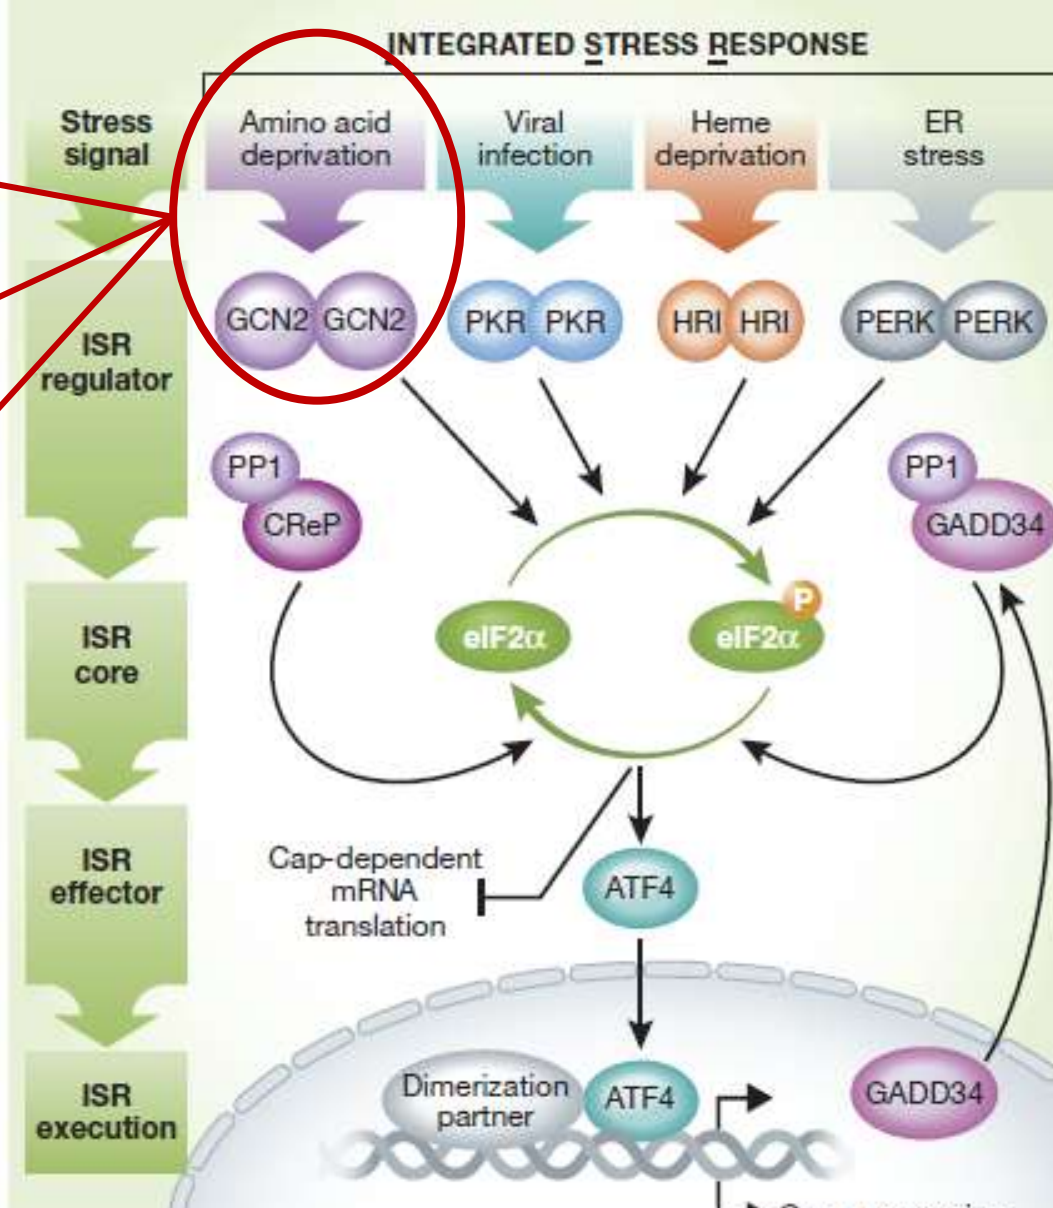 INTEGRATED STRESS RESPONSE
Stress
signal
Amino acid
deprivation
Viral
infection
Heme
deprivation
ER
stress
ISR
regulator
GCN2 GCN2
PKR PKR
HRI HRI
PERK PERK
PP1
CReP
PP1
GADD34
ISR
core
eIF2α
eIF2α
P
ISR
effector
Cap-dependent
mRNA
translation
ATF4
ISR
execution
Dimerization
partner
ATF4
GADD34